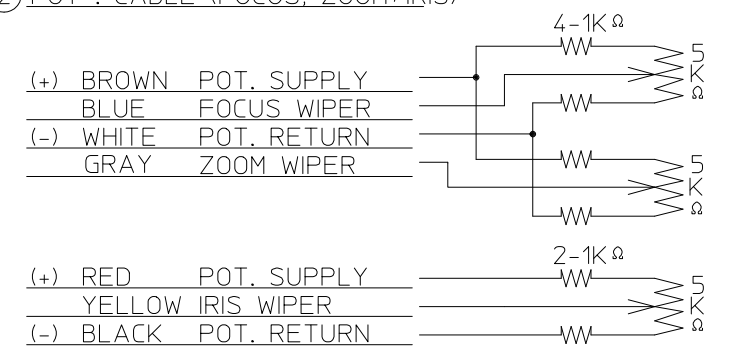 2 POT. CABLE (FOCUS, ZOOM+IRIS)
4-1KΩ
(+) BROWN POT. SUPPLY
BLUE FOCUS WIPER
(-) WHITE POT. RETURN
GRAY ZOOM WIPER
5
K
Ω
5
K
Ω
2-1KΩ
(+) RED POT. SUPPLY
YELLOW IRIS WIPER
(-) BLACK POT. RETURN
5
K
Ω